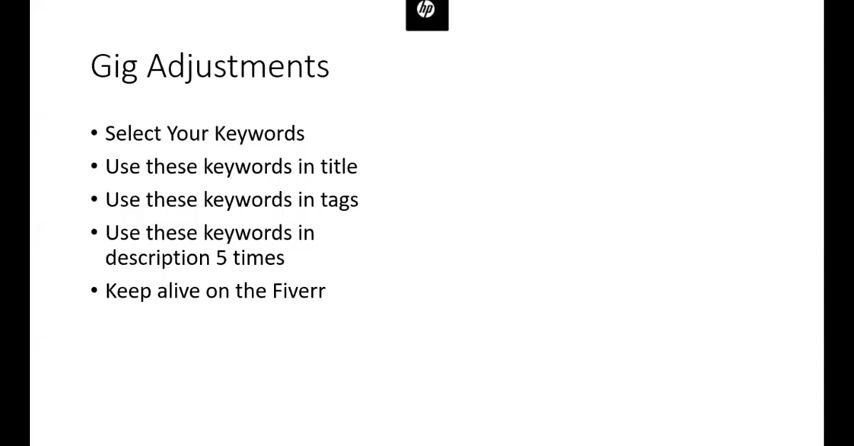 hp
Gig Adjustments
• Select Your Keywords
• Use these keywords in title
• Use these keywords in tags
• Use these keywords in
description 5 times
• Keep alive on the Fiverr